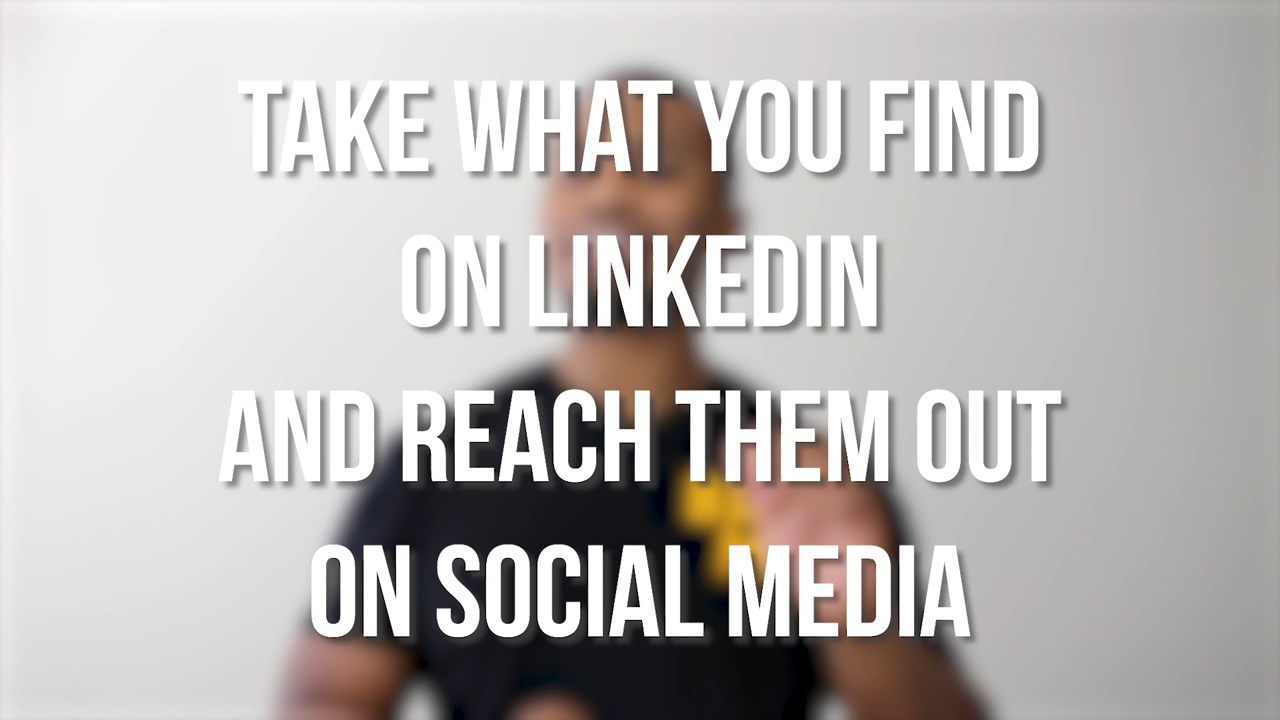 TAKE WHAT YOU FIND
ON LINKEDIN
AND REACH THEM OUT
ON SOCIAL MEDIA